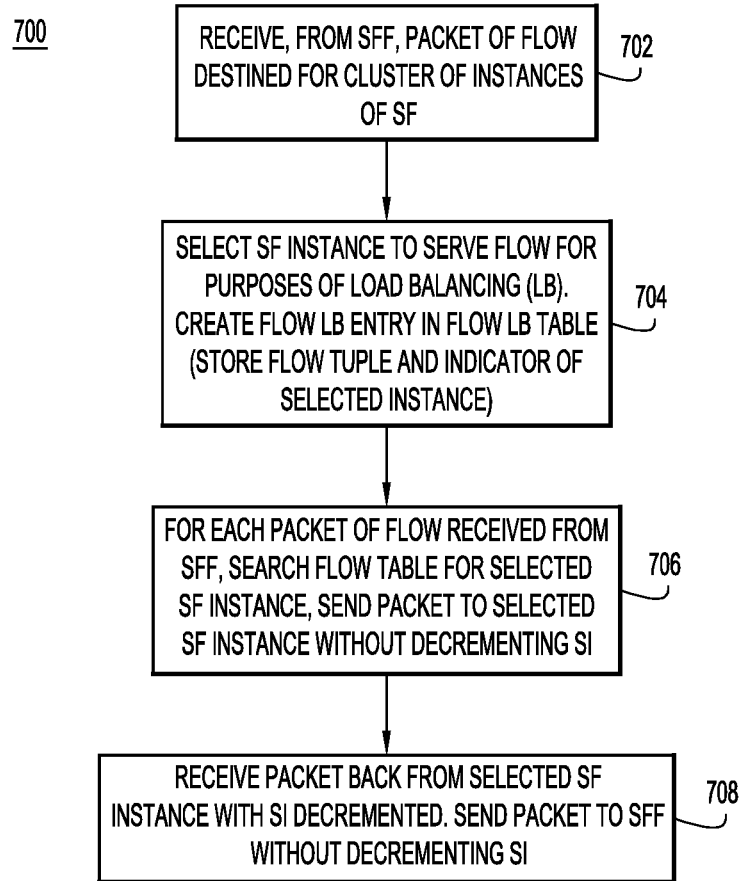 700
RECEIVE, FROM SFF, PACKET OF FLOW
DESTINED FOR CLUSTER OF INSTANCES
OF SF
702
SELECT SF INSTANCE TO SERVE FLOW FOR
PURPOSES OF LOAD BALANCING (LB).
CREATE FLOW LB ENTRY IN FLOW LB TABLE
(STORE FLOW TUPLE AND INDICATOR OF
SELECTED INSTANCE)
704
FOR EACH PACKET OF FLOW RECEIVED FROM
SFF, SEARCH FLOW TABLE FOR SELECTED
SF INSTANCE, SEND PACKET TO SELECTED
SF INSTANCE WITHOUT DECREMENTING SI
706
RECEIVE PACKET BACK FROM SELECTED SF
INSTANCE WITH SI DECREMENTED. SEND PACKET TO SFF
WITHOUT DECREMENTING SI
708